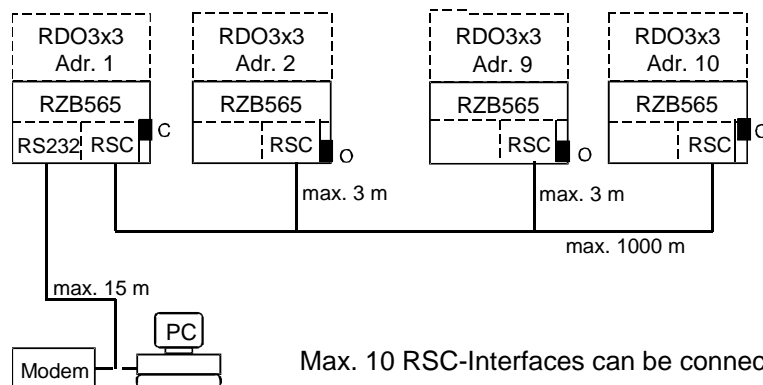 RDO3x3 RDO3x3 RDO3x3 RDO3x3
Adr. 1 Adr. 2 Adr. 9 Adr. 10
RZB565 RZB565 RZB565 RZB565
RS232 RSC C RSC O RSC O RSC
max. 3 m max. 3 m
max. 1000 m
max. 15 m
PC
Modem
Max. 10 RSC-Interfaces can be